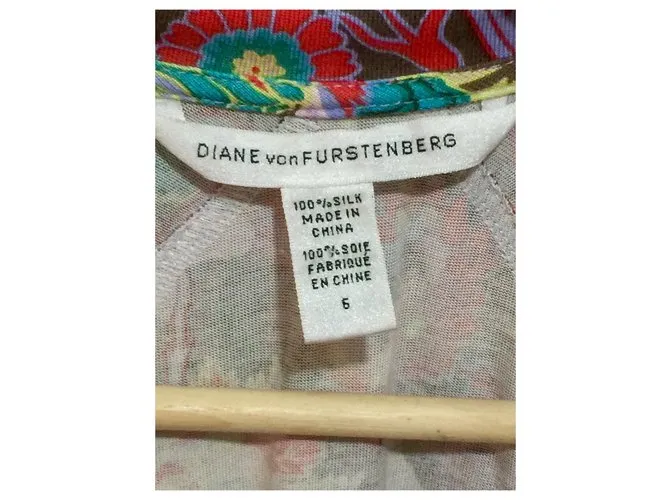 DIANE von FURSTENBERG
100% SILK
MADE IN
CHINA
100% SOIE
FABRIQUÉ
EN CHINE
6